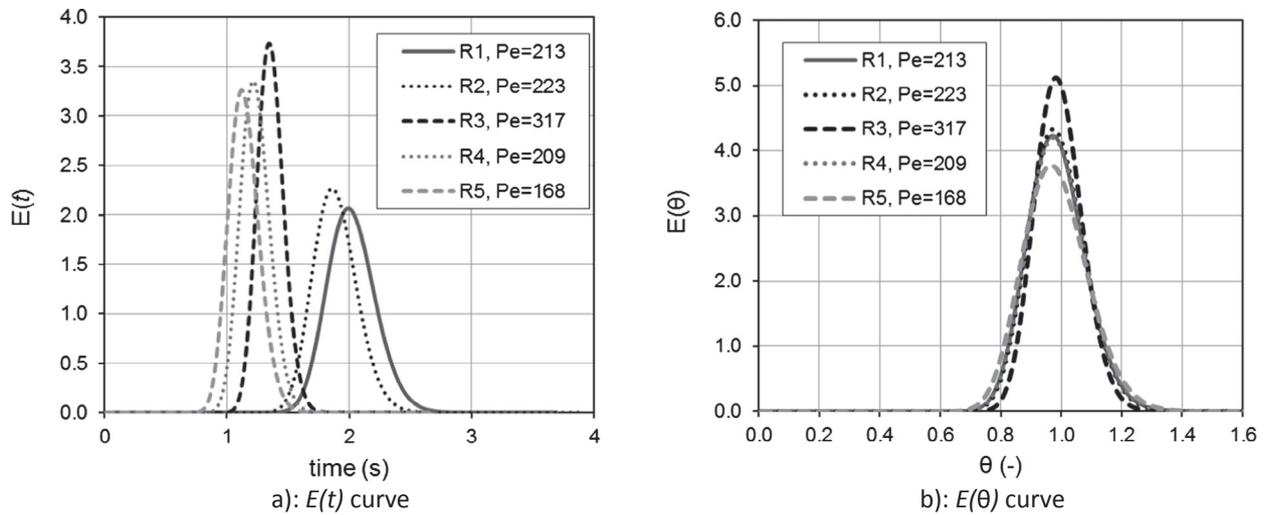 4.0
3.5
3.0
2.5
2.0
1.5
1.0
0.5
0.0
E(t)
R1, Pe=213
R2, Pe=223
R3, Pe=317
R4, Pe=209
R5, Pe=168
0 1 2 3 4
time (s)
a): E(t) curve
6.0
5.0
4.0
3.0
2.0
1.0
0.0
E(θ)
R1, Pe=213
R2, Pe=223
R3, Pe=317
R4, Pe=209
R5, Pe=168
0.0 0.2 0.4 0.6 0.8 1.0 1.2 1.4 1.6
θ (-)
b): E(θ) curve